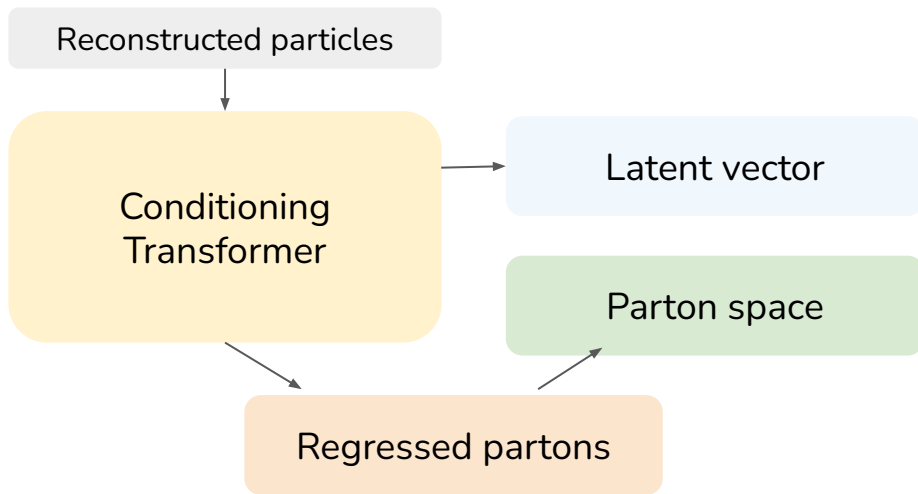 Reconstructed particles
Conditioning
Transformer
Latent vector
Parton space
Regressed partons